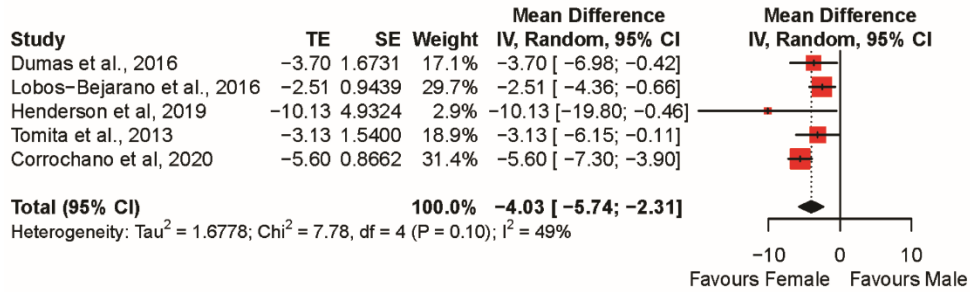 Mean Difference Mean Difference
Study TE SE Weight IV, Random, 95% CI IV, Random, 95% CI
Dumas et al., 2016 −3.70 1.6731 17.1% −3.70 [ −6.98; −0.42]
Lobos−Bejarano et al., 2016 −2.51 0.9439 29.7% −2.51 [ −4.36; −0.66]
Henderson et al, 2019 −10.13 4.9324 2.9% −10.13 [−19.80; −0.46]
Tomita et al. 2013 −3.13 1.5400 18.9% −3.13 [ −6.15; −0.11]
Corrochano et al, 2020 −5.60 0.8662 31.4% −5.60 [ −7.30; −3.90]
Total (95% CI) 100.0% −4.03 [ −5.74; −2.31]
Heterogeneity: Tau² = 1.6778; Chi² = 7.78, df = 4 (P = 0.10); I² = 49%
−10 0 10
Favours Female Favours Male